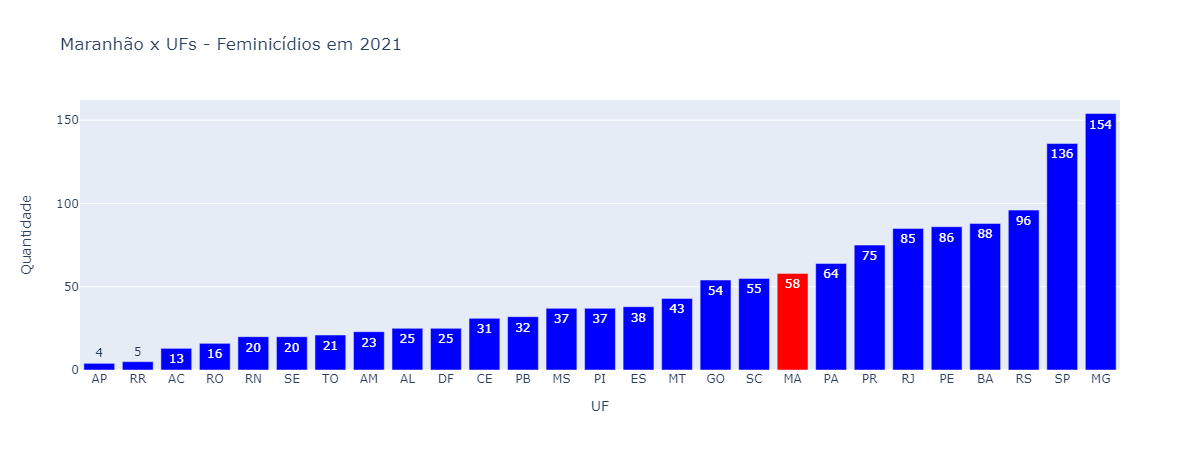 Maranhão x UFs - Feminicídios em 2021
Quantidade
150
100
50
0
4 5 13 16 20 20 21 23 25 25 31 32 37 37 38 43 54 55 58 64 75 85 86 88 96 136 154
AP RR AC RO RN SE TO AM AL DF CE PB MS PI ES MT GO SC MA PA PR RJ PE BA RS SP MG
UF